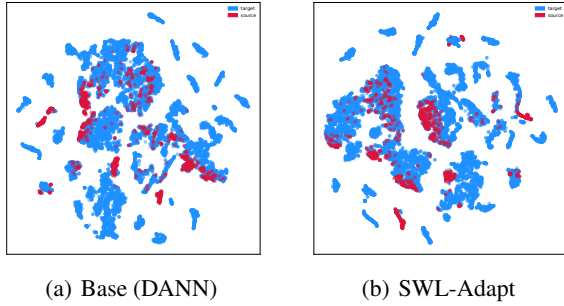 target
source
target
source
(a) Base (DANN)
(b) SWL-Adapt